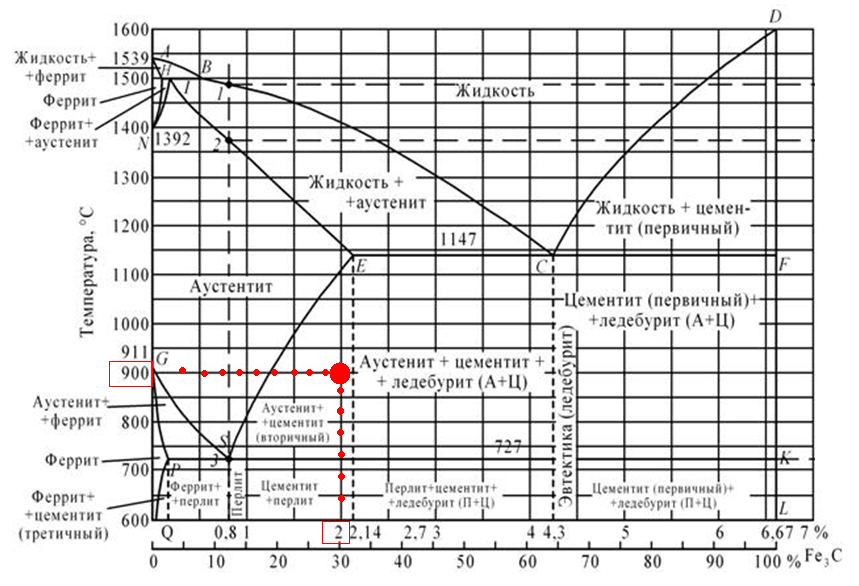 D
1600
1539
A
Жидкость+
+феррит
H
B
1500
I
1
Жидкость
Феррит
1400
Феррит+
+аустенит
N
1392
2
1300
Жидкость +
+аустенит
1200
Жидкость + цемен-
тит (первичный)
1147
E
C
F
1100
Температура, °С
Аустентит
Цементит (первичный)+
+ледебурит (А+Ц)
1000
911
G
900
Аустенит + цементит +
+ ледебурит (А+Ц)
Эвтектика (ледебурит)
Аустенит+
+феррит
Аустенит+
+цементит
(вторичный)
800
S
727
3
K
Феррит
700
P
Феррит+
+перлит
Перлит
Цементит
+перлит
Перлит+цементит+
+ледебурит (П+Ц)
Цементит (первичный)+
+ледебурит (П+Ц)
Феррит+
+цементит
(третичный)
L
600
Q 0.8 1 2 2.14 2.7 3 4 4.3 5 6 6.67 7 %
0 10 20 30 40 50 60 70 80 90 100 % Fe3C